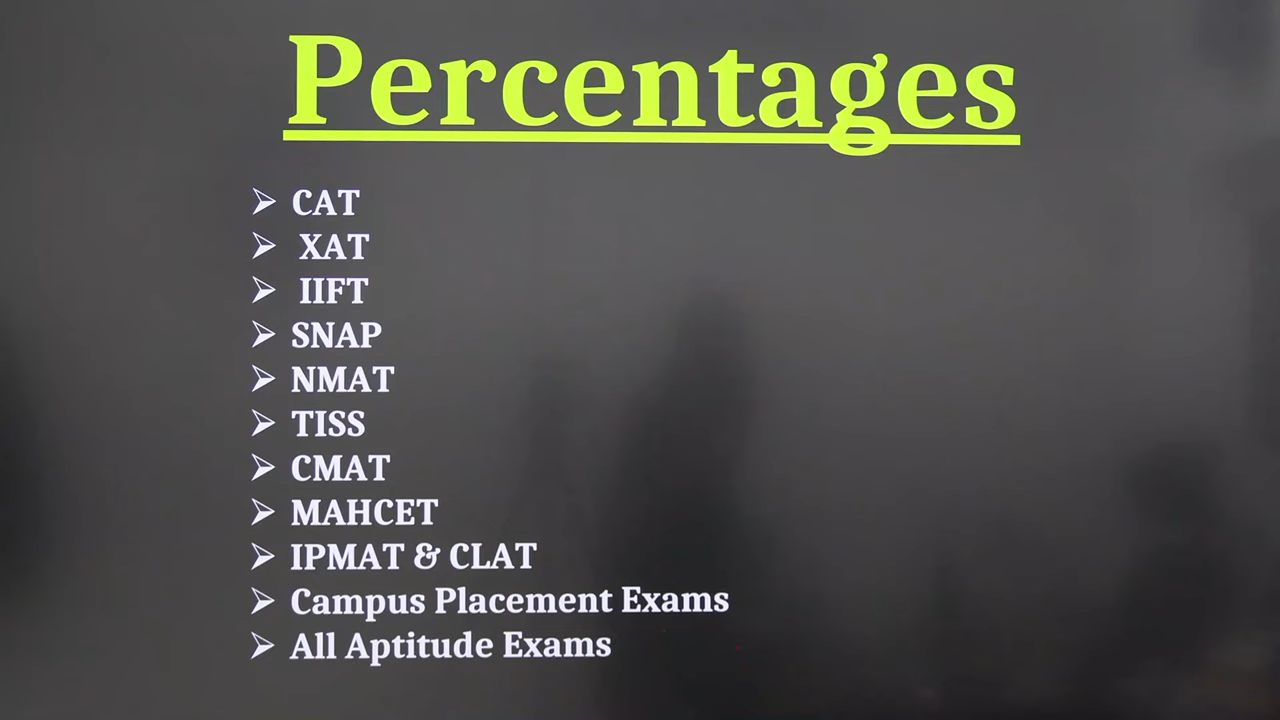 Percentages
➢ CAT
➢ XAT
➢ IIFT
➢ SNAP
➢ NMAT
➢ TISS
➢ CMAT
➢ MAHCET
➢ IPMAT & CLAT
➢ Campus Placement Exams
➢ All Aptitude Exams